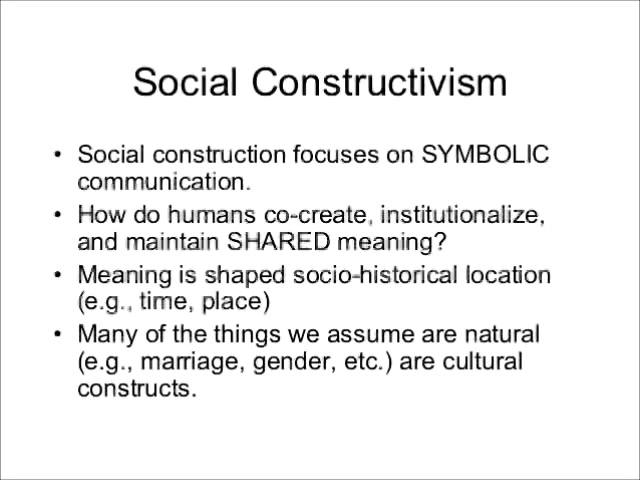 Social Constructivism
• Social construction focuses on SYMBOLIC
communication.
• How do humans co-create, institutionalize,
and maintain SHARED meaning?
• Meaning is shaped socio-historical location
(e.g., time, place)
• Many of the things we assume are natural
(e.g., marriage, gender, etc.) are cultural
constructs.